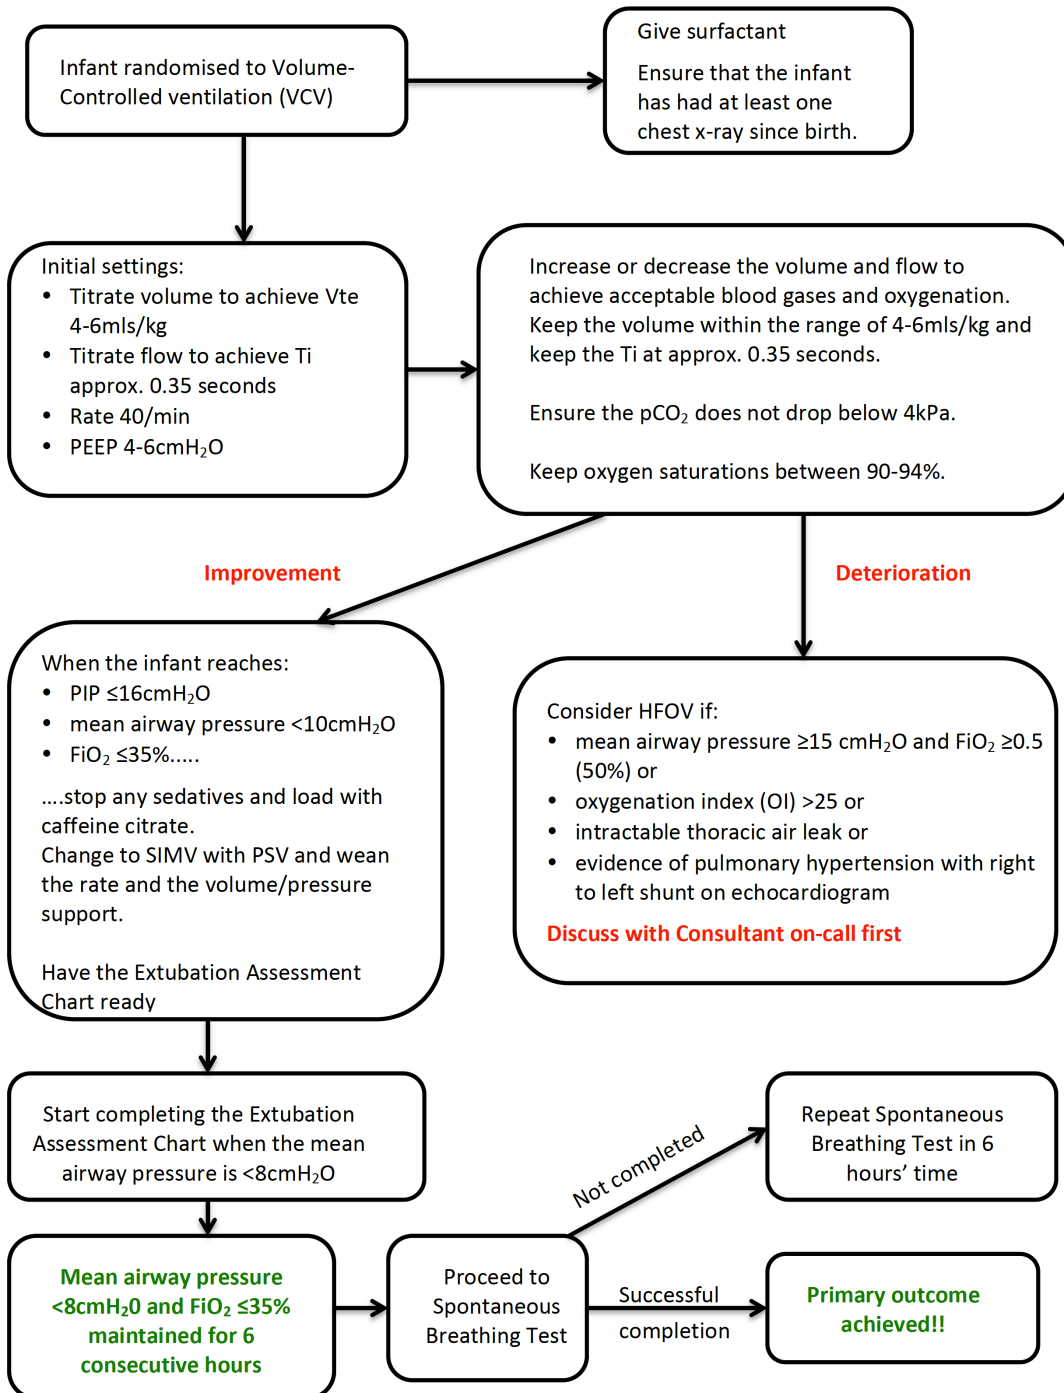 Infant randomised to Volume-
Controlled ventilation (VCV)
Give surfactant
Ensure that the infant
has had at least one
chest x-ray since birth.
Initial settings:
• Titrate volume to achieve Vte
4-6mls/kg
• Titrate flow to achieve Ti
approx. 0.35 seconds
• Rate 40/min
• PEEP 4-6cmH₂O
Increase or decrease the volume and flow to
achieve acceptable blood gases and oxygenation.
Keep the volume within the range of 4-6mls/kg and
keep the Ti at approx. 0.35 seconds.
Ensure the pCO₂ does not drop below 4kPa.
Keep oxygen saturations between 90-94%.
Improvement
Deterioration
When the infant reaches:
• PIP ≤16cmH₂O
• mean airway pressure <10cmH₂O
• FiO₂ ≤35%.....
....stop any sedatives and load with
caffeine citrate.
Change to SIMV with PSV and wean
the rate and the volume/pressure
support.
Have the Extubation Assessment
Chart ready
Consider HFOV if:
• mean airway pressure ≥15 cmH₂O and FiO₂ ≥0.5
(50%) or
• oxygenation index (OI) >25 or
• intractable thoracic air leak or
• evidence of pulmonary hypertension with right
to left shunt on echocardiogram
Discuss with Consultant on-call first
Start completing the Extubation
Assessment Chart when the mean
airway pressure is <8cmH₂O
Not completed
Repeat Spontaneous
Breathing Test in 6
hours’ time
Mean airway pressure
<8cmH₂0 and FiO₂ ≤35%
maintained for 6
consecutive hours
Proceed to
Spontaneous
Breathing Test
Successful
completion
Primary outcome
achieved!!